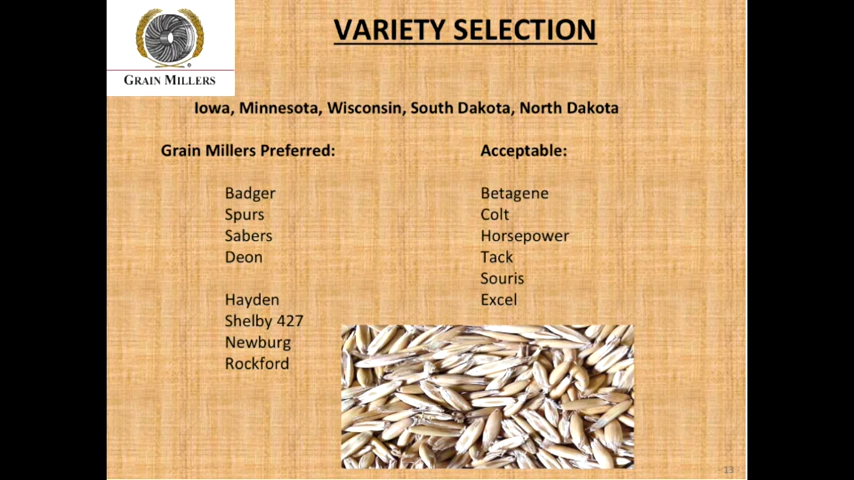 VARIETY SELECTION
GRAIN MILLERS
Iowa, Minnesota, Wisconsin, South Dakota, North Dakota
Grain Millers Preferred:
Badger
Spurs
Sabers
Deon
Hayden
Shelby 427
Newburg
Rockford
Acceptable:
Betagene
Colt
Horsepower
Tack
Souris
Excel
13